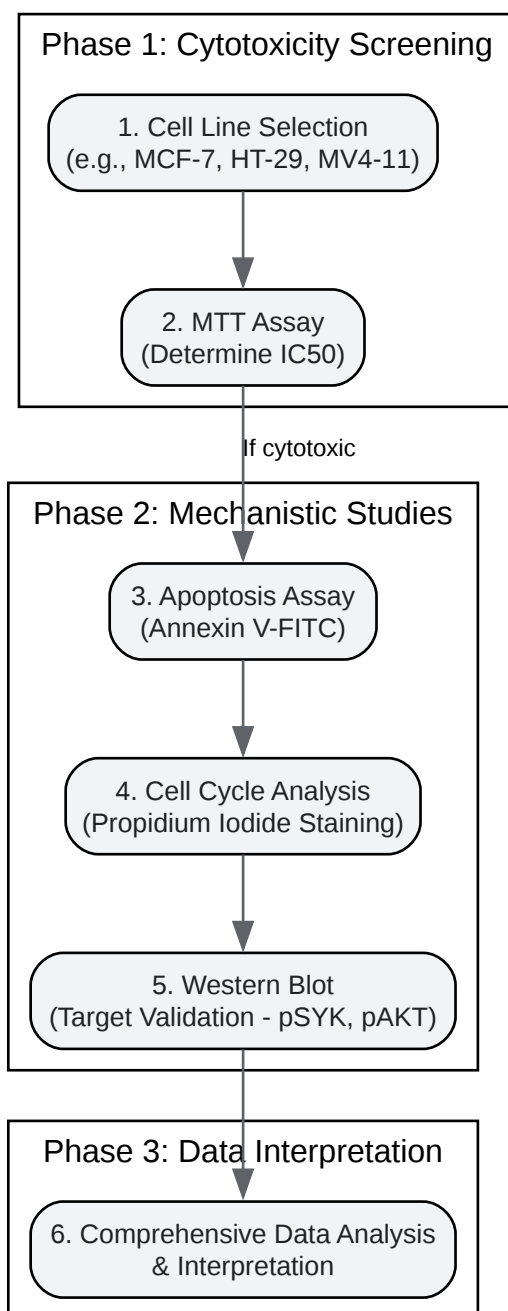 Phase 1: Cytotoxicity Screening
1. Cell Line Selection
(e.g., MCF-7, HT-29, MV4-11)
2. MTT Assay
(Determine IC50)
If cytotoxic
Phase 2: Mechanistic Studies
3. Apoptosis Assay
(Annexin V-FITC)
4. Cell Cycle Analysis
(Propidium Iodide Staining)
5. Western Blot
(Target Validation - pSYK, pAKT)
Phase 3: Data Interpretation
6. Comprehensive Data Analysis
& Interpretation